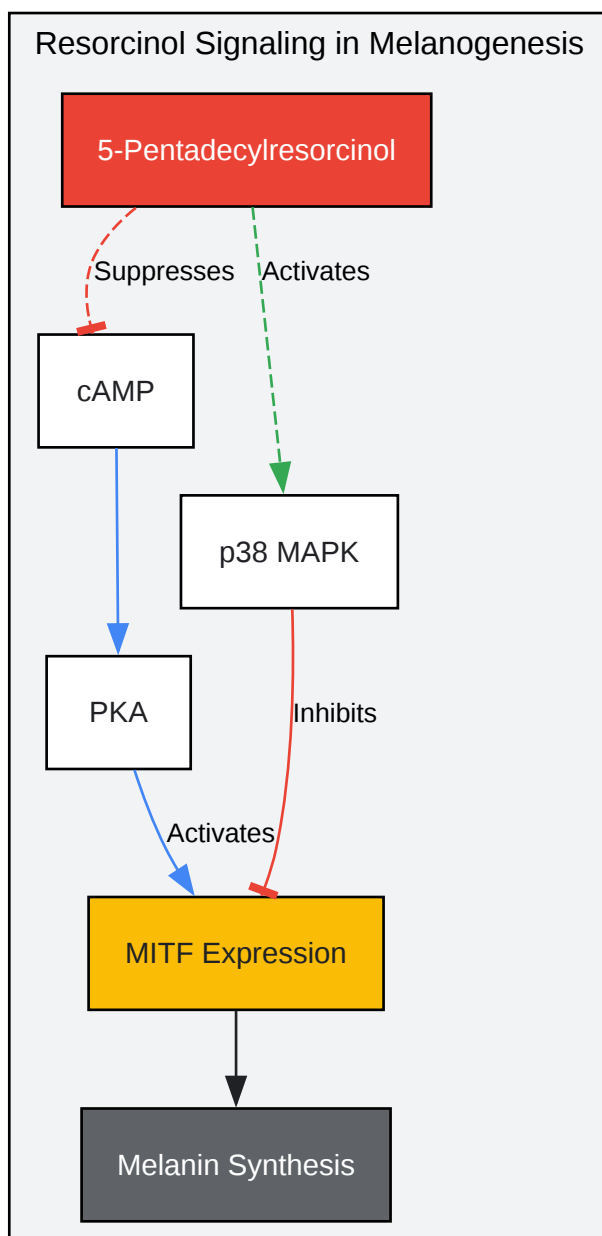 Resorcinol Signaling in Melanogenesis
5-Pentadecylresorcinol
Suppresses
Activates
cAMP
p38 MAPK
PKA
Inhibits
Activates
MITF Expression
Melanin Synthesis